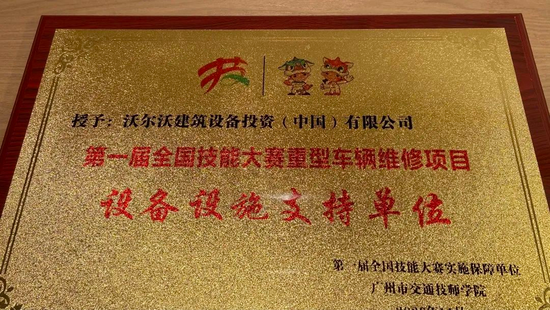 授予：沃尔沃建筑设备投资（中国）有限公司
第一届全国技能大赛重型车辆维修项目
设备设施支持单位
第一届全国技能大赛实施保障单位
广州市交通技师学院